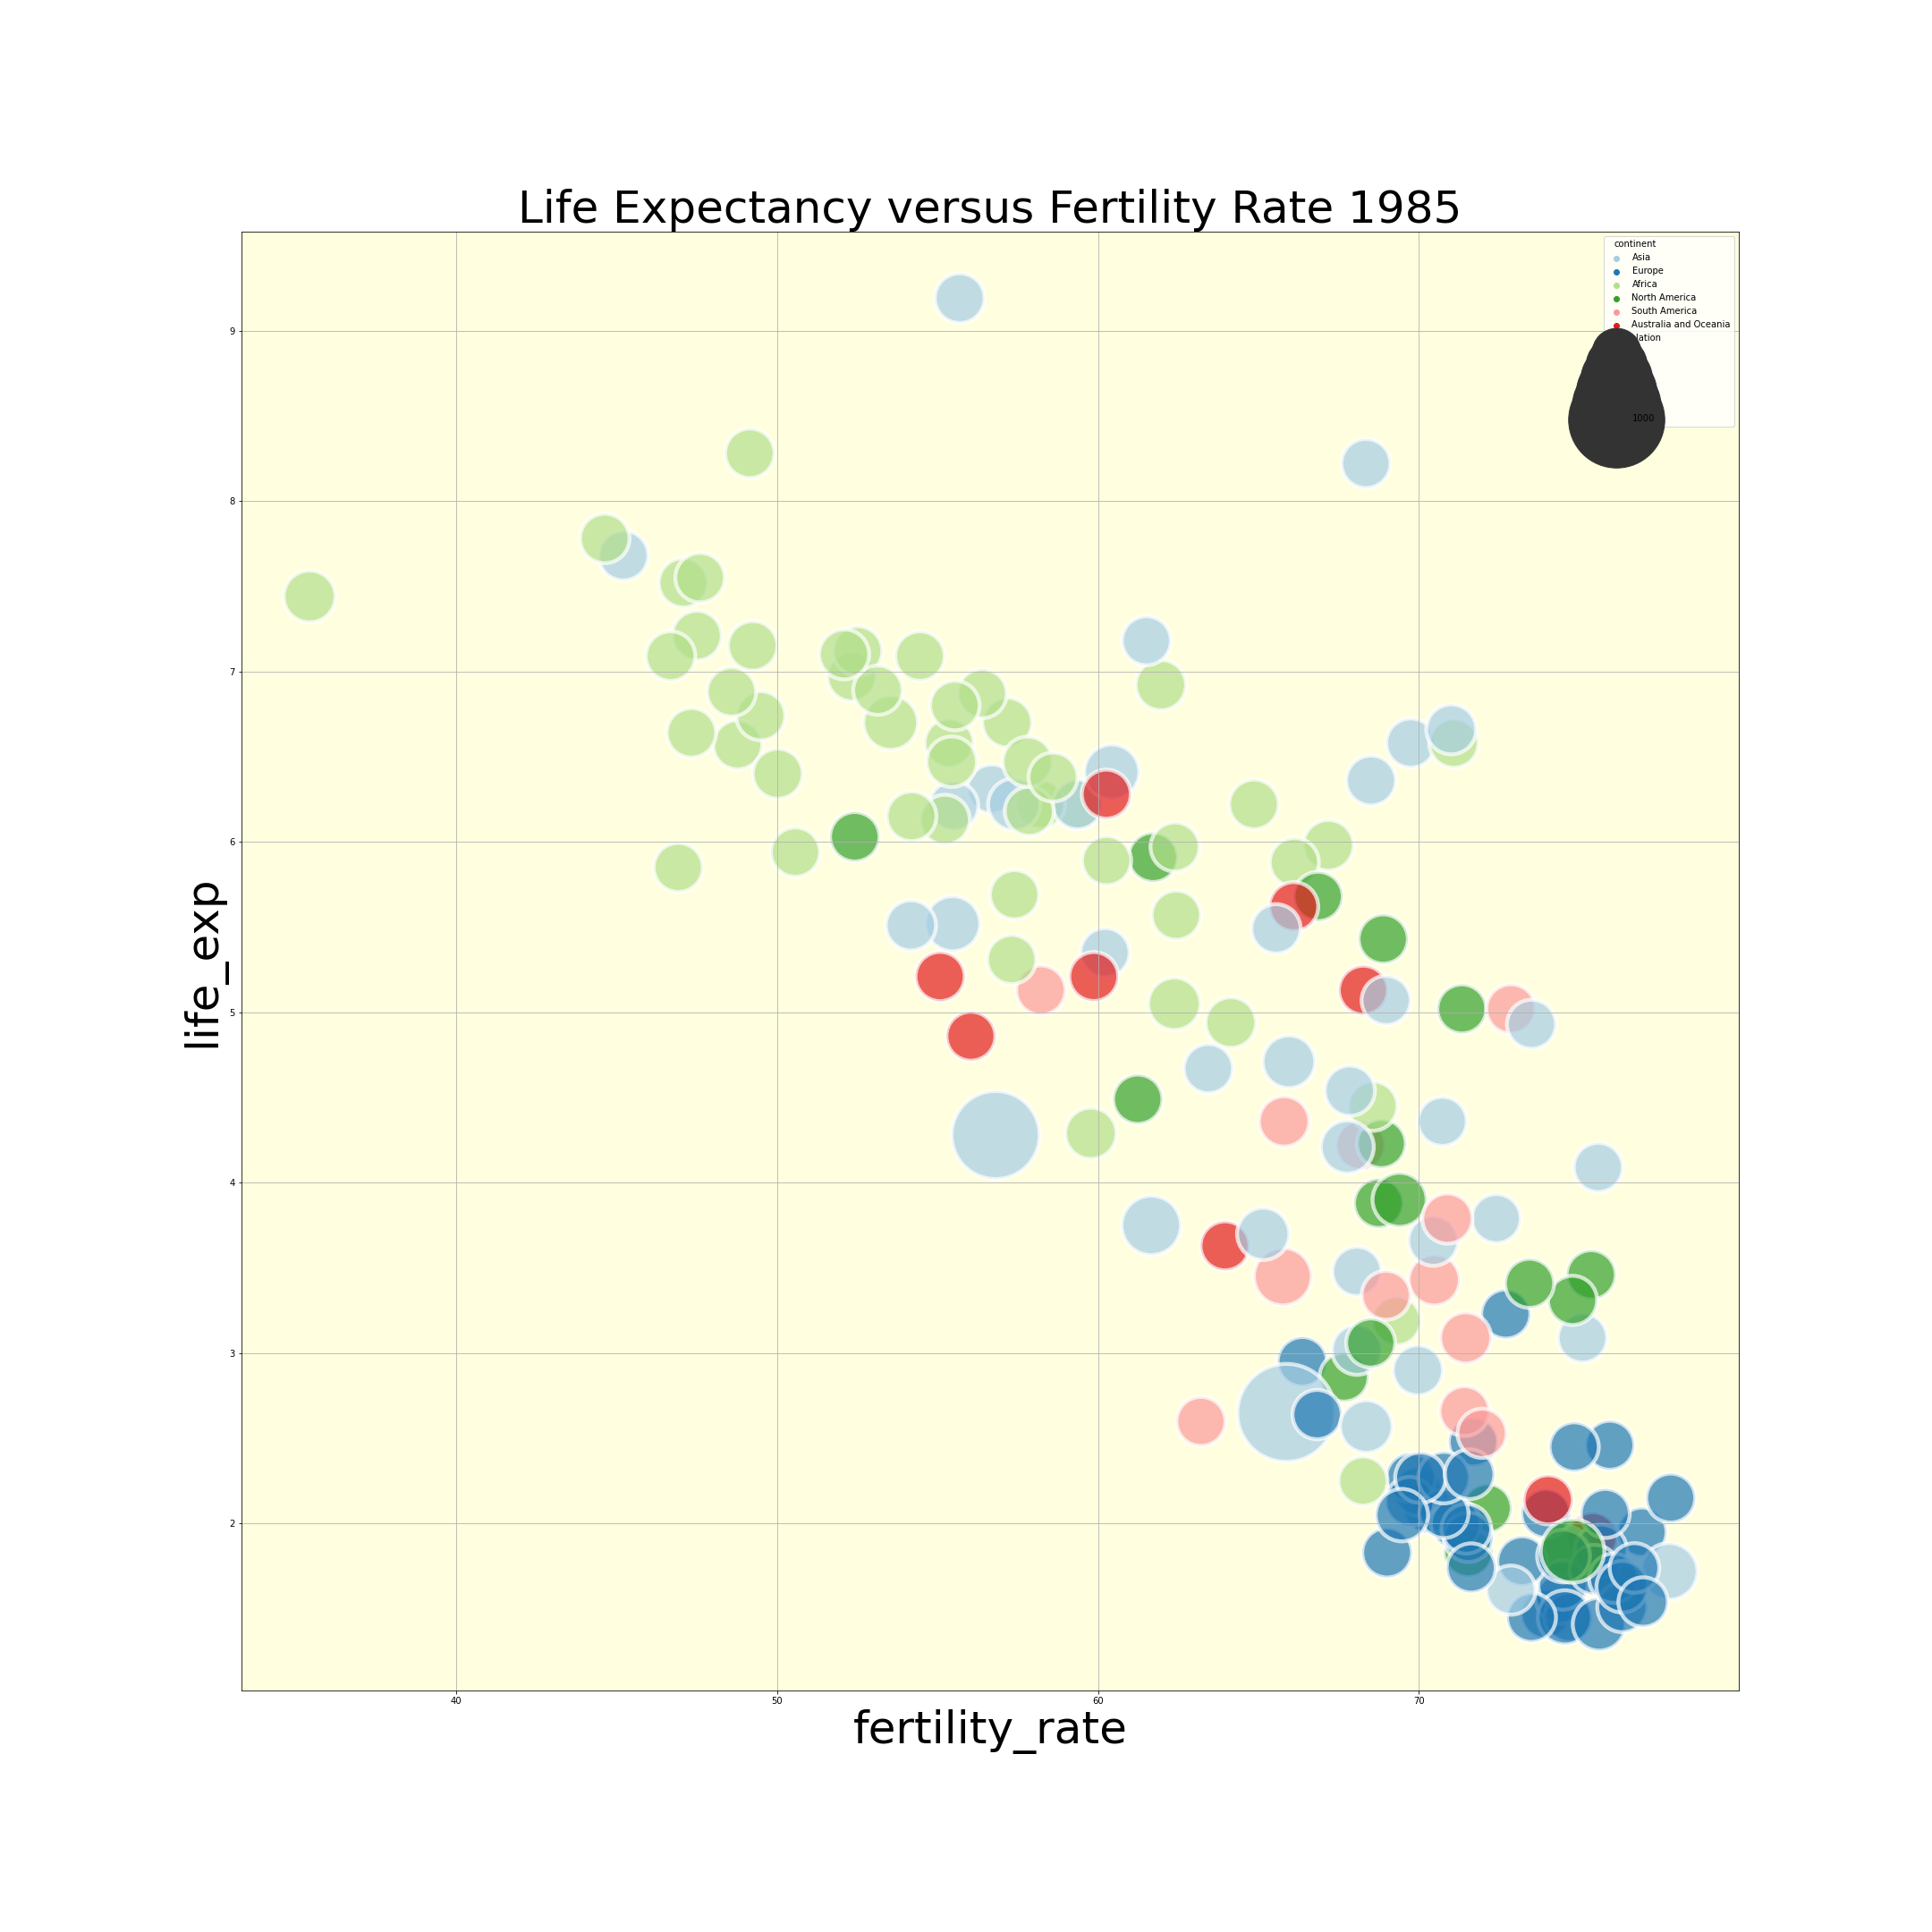 Life Expectancy versus Fertility Rate 1985
continent
Asia
Europe
Africa
North America
South America
Australia and Oceania
1000
9
8
7
6
5
4
3
2
life_exp
40
50
60
70
fertility_rate